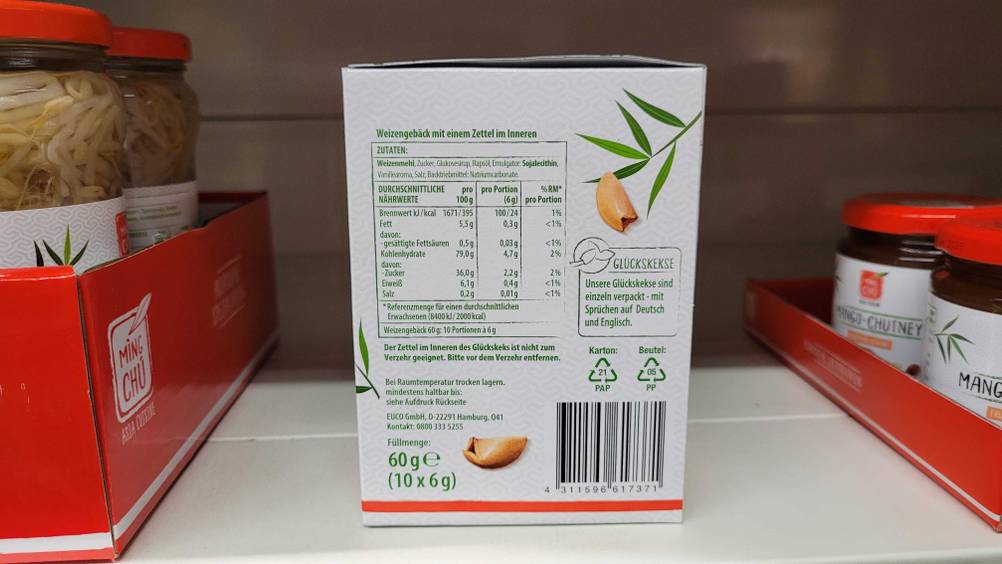 Weizengebäck mit einem Zettel im Inneren
ZUTATEN:
Weizenmehl, Zucker, Glukosesirup, Rapsöl, Emulgator: Sojalecithin,
Vanillearoma, Salz, Backtriebmittel: Natriumcarbonate.
DURCHSCHNITTLICHE NÄHRWERTE pro 100g pro Portion (6g) %RM* pro Portion
Brennwert kJ/kcal 1671/395 100/24 1%
Fett 5,5g 0,3g <1%
davon:
-gesättigte Fettsäuren 0,5g 0,03g <1%
Kohlenhydrate 79,0g 4,7g 2%
davon:
-Zucker 36,0g 2,2g 2%
Eiweiß 6,1g 0,4g <1%
Salz 0,2g 0,01g <1%
*Referenzmenge für einen durchschnittlichen
Erwachsenen (8400kJ/2000kcal)
Weizengebäck 60g: 10 Portionen à 6g
Der Zettel im Inneren des Glückskeks ist nicht zum
Verzehr geeignet. Bitte vor dem Verzehr entfernen.
Bei Raumtemperatur trocken lagern.
mindestens haltbar bis:
siehe Aufdruck Rückseite
EUCO GmbH, D-22291 Hamburg, 041
Kontakt: 0800 333 5255
Füllmenge:
60 g e
(10 x 6 g)
GLÜCKSKEKSE
Unsere Glückskekse sind
einzeln verpackt - mit
Sprüchen auf Deutsch
und Englisch.
Karton: Beutel:
21 05
PAP PP
4 311596 617371
MING
CHU
ASIA CUISINE
MING
CHU
MANGO-CHUTNEY
MANG